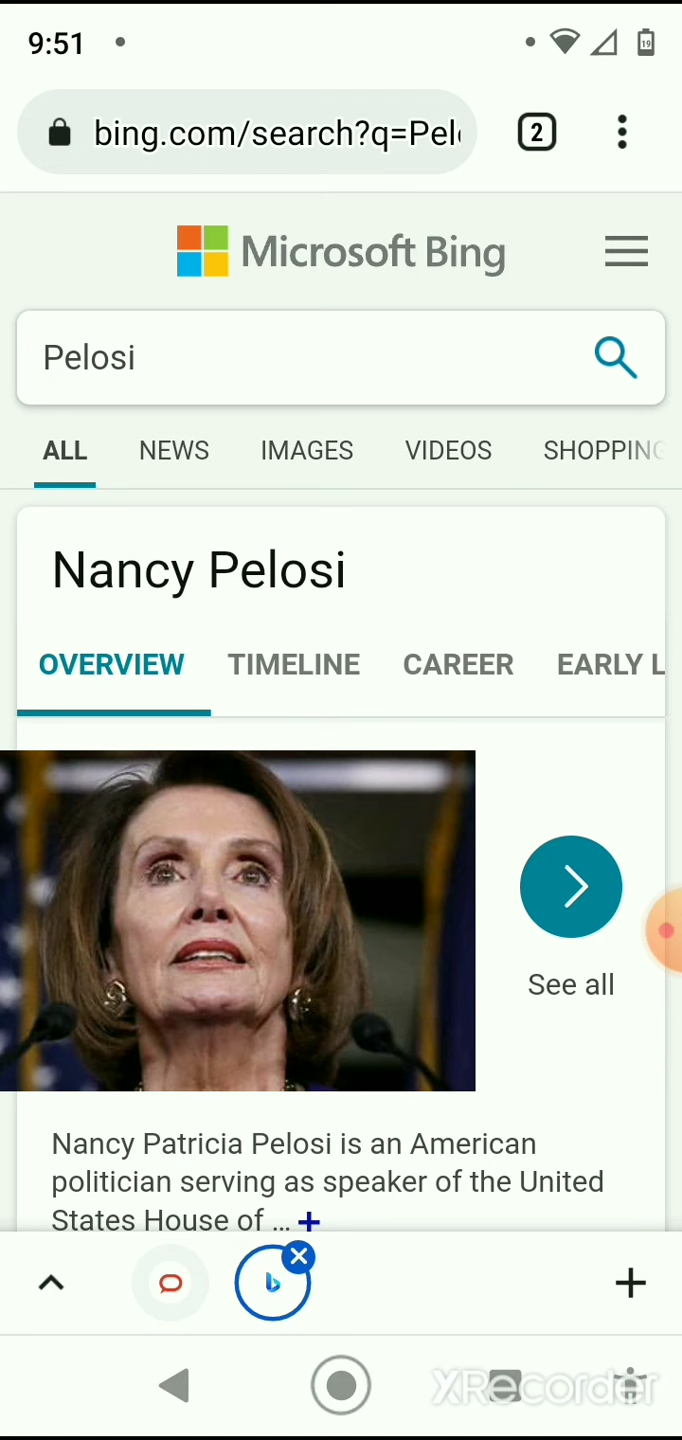 9:51
19
bing.com/search?q=Pel
2
Microsoft Bing
Pelosi
ALL NEWS IMAGES VIDEOS SHOPPING
Nancy Pelosi
OVERVIEW TIMELINE CAREER EARLY L
See all
Nancy Patricia Pelosi is an American
politician serving as speaker of the United
States House of ... +
XRecorder